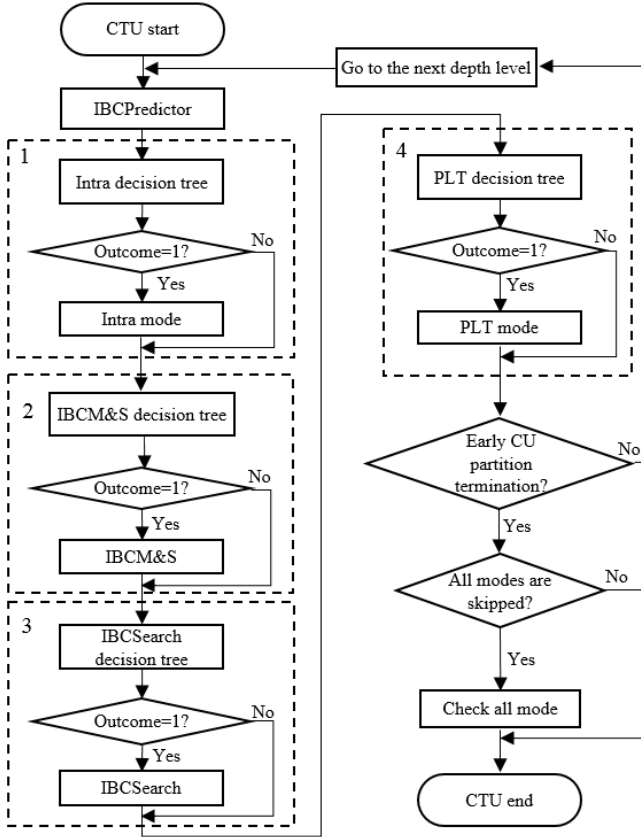 CTU start
Go to the next depth level
IBCPredictor
1
Intra decision tree
Outcome=1?
No
Yes
Intra mode
2
IBCM&S decision tree
Outcome=1?
No
Yes
IBCM&S
3
IBCSearch
decision tree
Outcome=1?
No
Yes
IBCSearch
4
PLT decision tree
Outcome=1?
No
Yes
PLT mode
Early CU
partition
termination?
No
Yes
All modes are
skipped?
No
Yes
Check all mode
CTU end